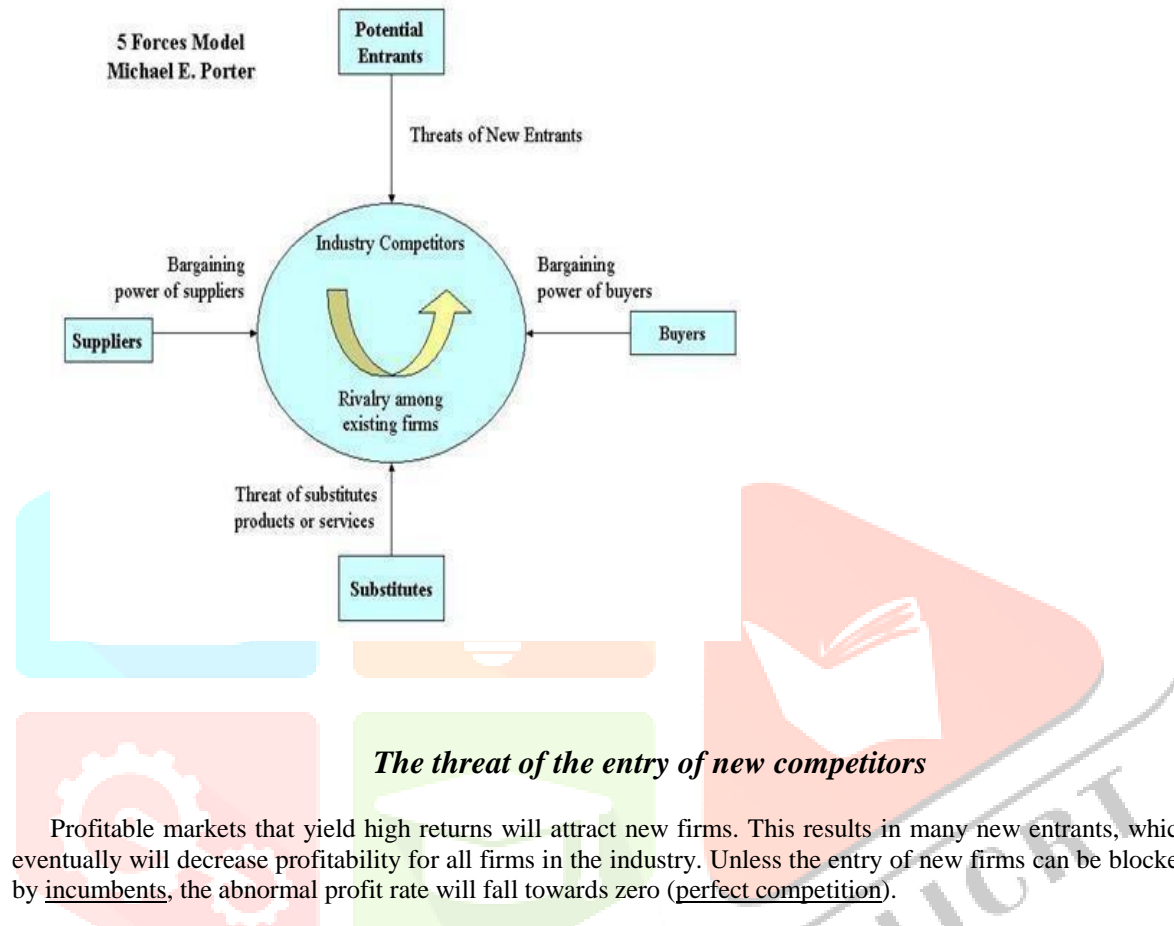 5 Forces Model
Michael E. Porter
Potential
Entrants
Threats of New Entrants
Industry Competitors
Bargaining
power of suppliers
Bargaining
power of buyers
Suppliers
Buyers
Rivalry among
existing firms
Threat of substitutes
products or services
Substitutes
The threat of the entry of new competitors
Profitable markets that yield high returns will attract new firms. This results in many new entrants, whic
eventually will decrease profitability for all firms in the industry. Unless the entry of new firms can be blocke
by incumbents, the abnormal profit rate will fall towards zero (perfect competition).
IJCRT